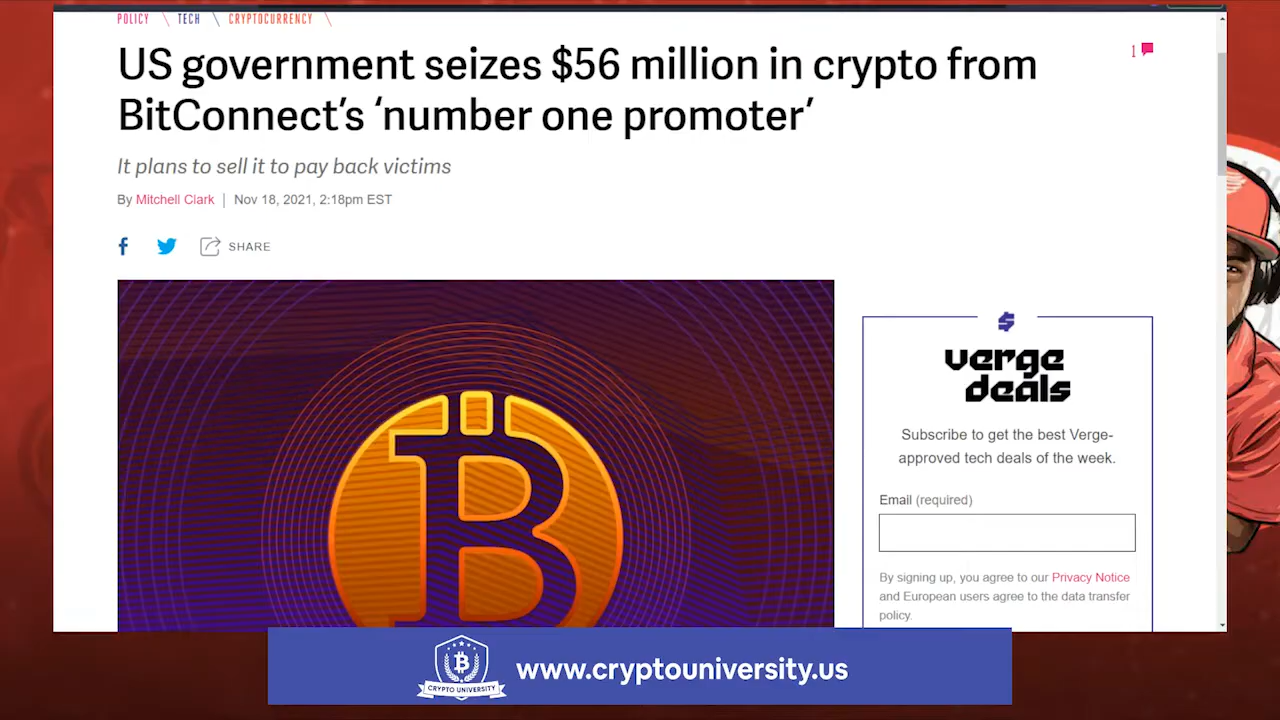 POLICY \ TECH \ CRYPTOCURRENCY \
US government seizes $56 million in crypto from
BitConnect’s ‘number one promoter’
1
It plans to sell it to pay back victims
By Mitchell Clark | Nov 18, 2021, 2:18pm EST
SHARE
verge
deals
Subscribe to get the best Verge-
approved tech deals of the week.
Email (required)
By signing up, you agree to our Privacy Notice
and European users agree to the data transfer
policy.
CRYPTO UNIVERSITY
www.cryptouniversity.us